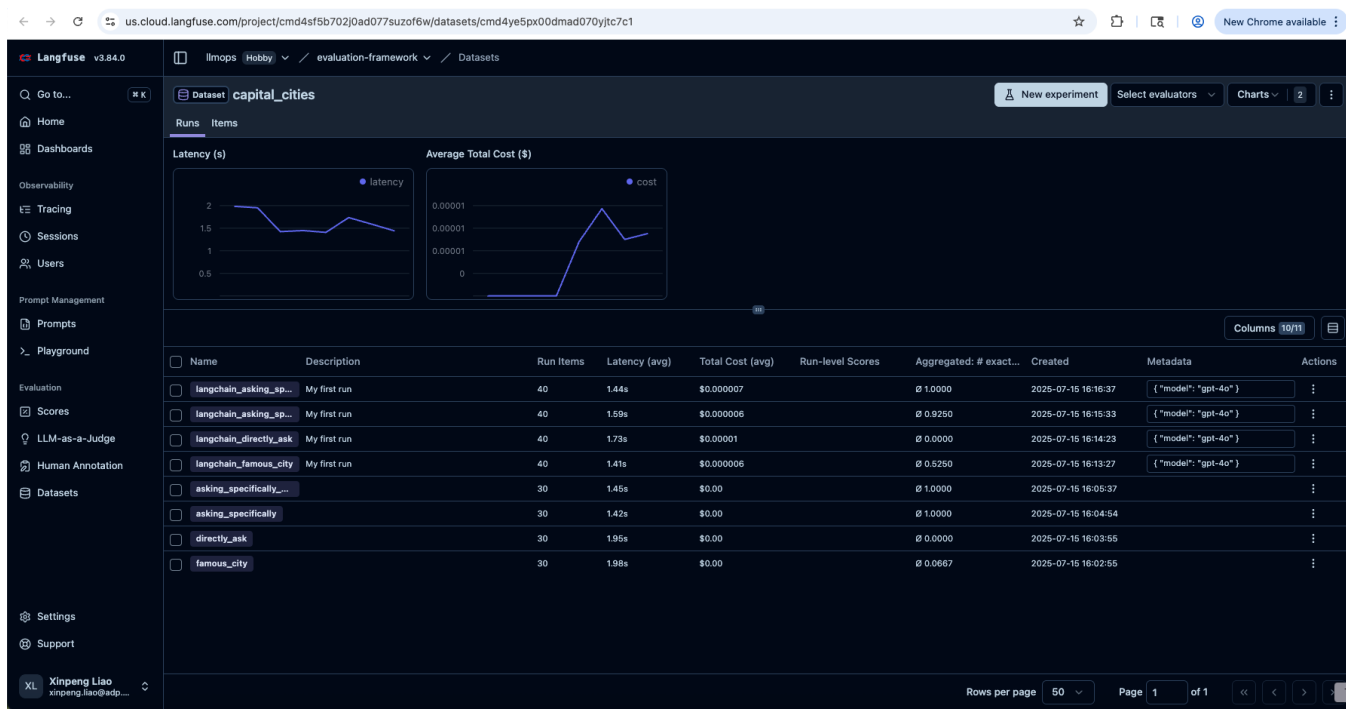 us.cloud.langfuse.com/project/cmd4sf5b702j0ad077suzof6w/datasets/cmd4ye5px00dmad070yjtc7c1
New Chrome available
Langfuse v3.84.0
llmops Hobby / evaluation-framework / Datasets
Go to... ⌘ K
Home
Dashboards
Observability
Tracing
Sessions
Users
Prompt Management
Prompts
Playground
Evaluation
Scores
LLM-as-a-Judge
Human Annotation
Datasets
Settings
Support
XL Xinpeng Liao
xinpeng.liao@adp....
Dataset capital_cities
New experiment Select evaluators Charts 2
Runs Items
Latency (s)
latency
2
1.5
1
0.5
Average Total Cost ($)
cost
0.00001
0.00001
0.00001
0
Columns 10/11
Name Description Run Items Latency (avg) Total Cost (avg) Run-level Scores Aggregated: # exact... Created Metadata Actions
langchain_asking_sp... My first run 40 1.44s $0.000007 Ø 1.0000 2025-07-15 16:16:37 { "model": "gpt-4o" }
langchain_asking_sp... My first run 40 1.59s $0.000006 Ø 0.9250 2025-07-15 16:15:33 { "model": "gpt-4o" }
langchain_directly_ask My first run 40 1.73s $0.00001 Ø 0.0000 2025-07-15 16:14:23 { "model": "gpt-4o" }
langchain_famous_city My first run 40 1.41s $0.000006 Ø 0.5250 2025-07-15 16:13:27 { "model": "gpt-4o" }
asking_specifically_... 30 1.45s $0.00 Ø 1.0000 2025-07-15 16:05:37
asking_specifically 30 1.42s $0.00 Ø 1.0000 2025-07-15 16:04:54
directly_ask 30 1.95s $0.00 Ø 0.0000 2025-07-15 16:03:55
famous_city 30 1.98s $0.00 Ø 0.0667 2025-07-15 16:02:55
Rows per page 50 Page 1 of 1